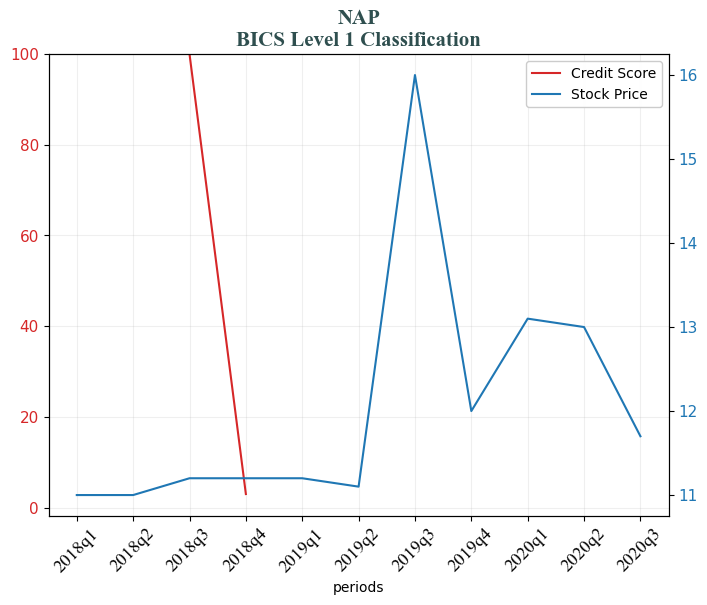 NAP
BICS Level 1 Classification
Credit Score
Stock Price
100
80
60
40
20
0
16
15
14
13
12
11
2018q1
2018q2
2018q3
2018q4
2019q1
2019q2
2019q3
2019q4
2020q1
2020q2
2020q3
periods